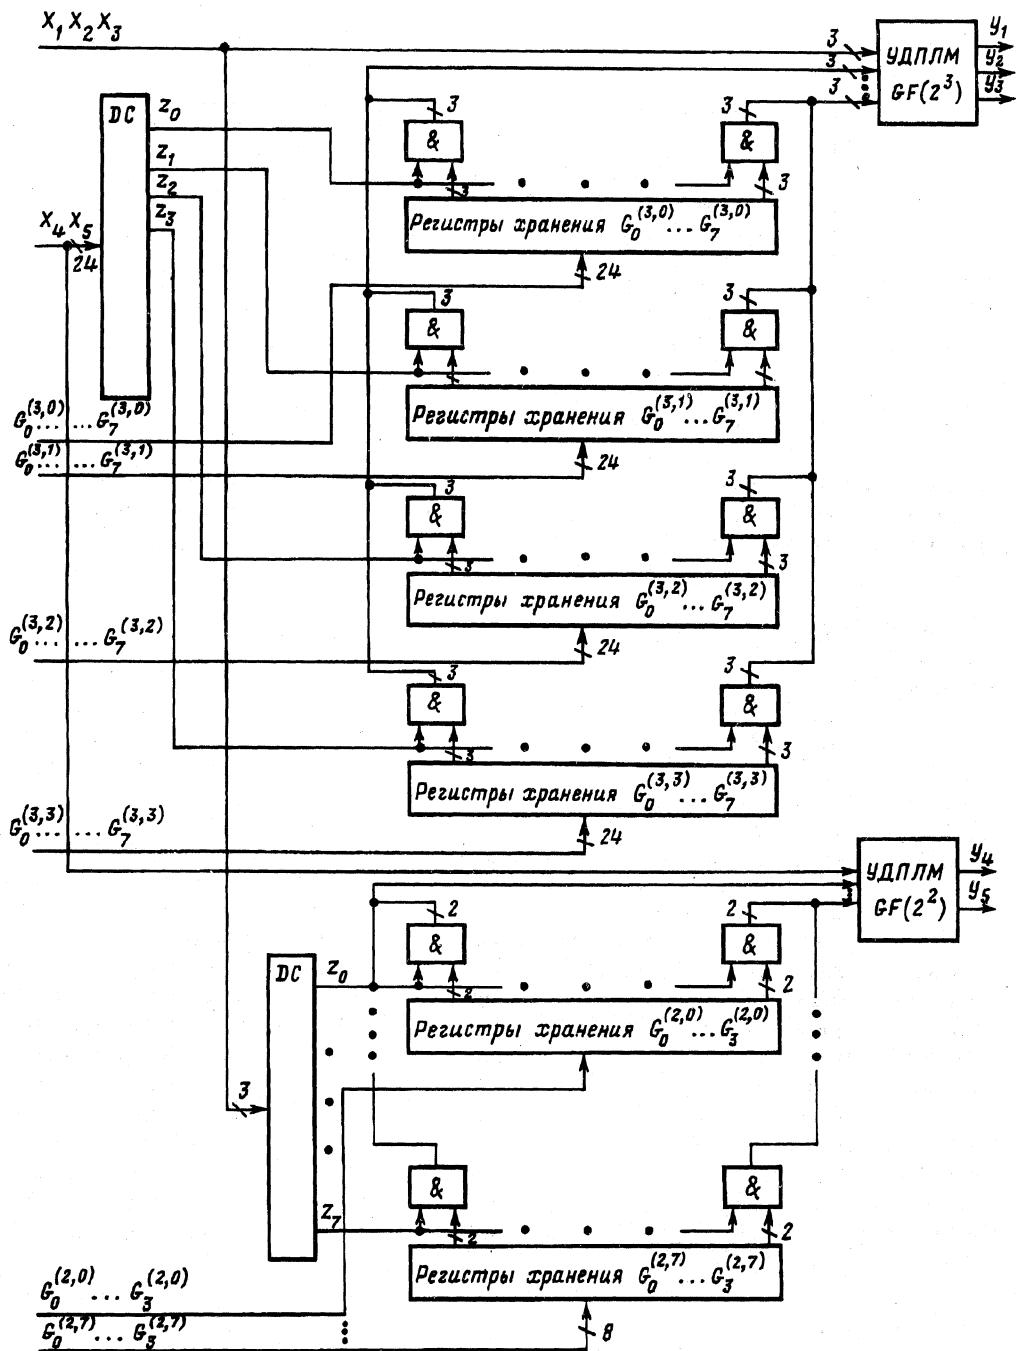 X₁ X₂ X₃
3
3
3
УДПЛМ
GF(2³)
y₁
y₂
y₃
DC
z₀
z₁
z₂
z₃
X₄ X₅
24
3
&
3
&
3
3
Регистры хранения G₀^(3,0) ... G₇^(3,0)
24
3
&
3
&
Регистры хранения G₀^(3,1) ... G₇^(3,1)
24
G₀^(3,0) ... ... G₇^(3,0)
G₀^(3,1) ... ... G₇^(3,1)
3
&
3
&
3
3
Регистры хранения G₀^(3,2) ... G₇^(3,2)
24
G₀^(3,2) ... ... G₇^(3,2)
3
&
3
&
3
3
Регистры хранения G₀^(3,3) ... G₇^(3,3)
24
G₀^(3,3) ... ... G₇^(3,3)
УДПЛМ
GF(2²)
y₄
y₅
2
&
2
&
DC
z₀
2
2
Регистры хранения G₀^(2,0) ... G₃^(2,0)
3
&
&
z₇
2
2
Регистры хранения G₀^(2,7) ... G₃^(2,7)
8
G₀^(2,0) ... G₃^(2,0)
G₀^(2,7) ... G₃^(2,7)